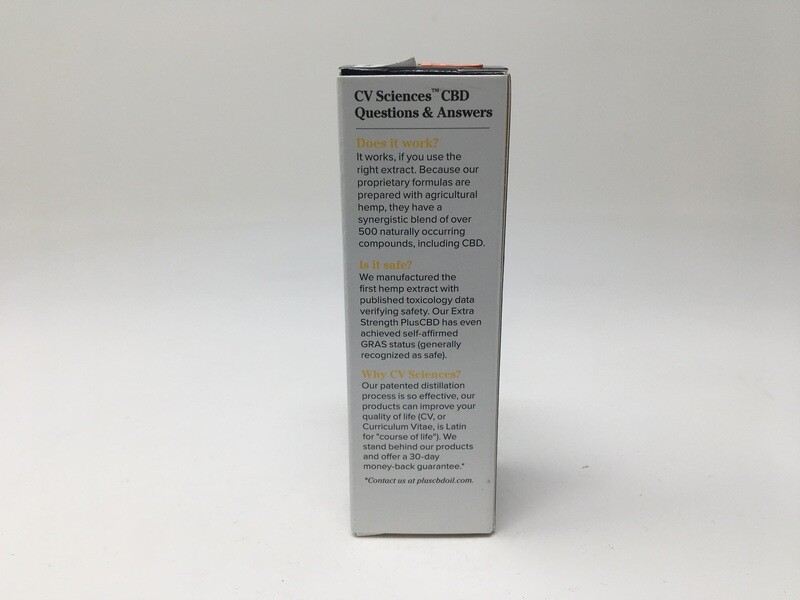 CV Sciences™ CBD
Questions & Answers
Does it work?
It works, if you use the
right extract. Because our
proprietary formulas are
prepared with agricultural
hemp, they have a
synergistic blend of over
500 naturally occurring
compounds, including CBD.
Is it safe?
We manufactured the
first hemp extract with
published toxicology data
verifying safety. Our Extra
Strength PlusCBD has even
achieved self-affirmed
GRAS status (generally
recognized as safe).
Why CV Sciences?
Our patented distillation
process is so effective, our
products can improve your
quality of life (CV, or
Curriculum Vitae, is Latin
for "course of life"). We
stand behind our products
and offer a 30-day
money-back guarantee.*
*Contact us at pluscbdoil.com.